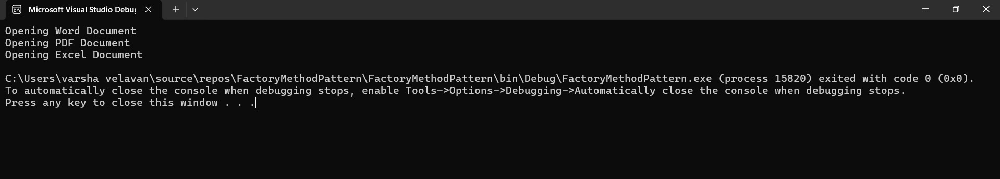 Microsoft Visual Studio Debug
Opening Word Document
Opening PDF Document
Opening Excel Document
C:\Users\varsha velavan\source\repos\FactoryMethodPattern\FactoryMethodPattern\bin\Debug\FactoryMethodPattern.exe (process 15820) exited with code 0 (0x0).
To automatically close the console when debugging stops, enable Tools->Options->Debugging->Automatically close the console when debugging stops.
Press any key to close this window . . .